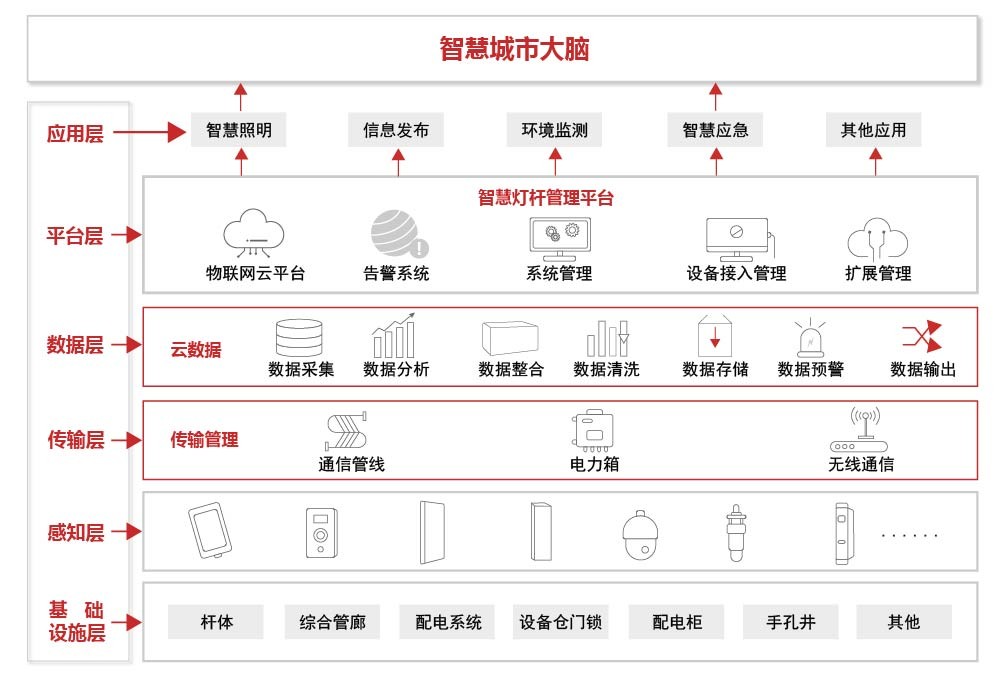 智慧城市大脑
应用层
智慧照明
信息发布
环境监测
智慧应急
其他应用
平台层
智慧灯杆管理平台
物联网云平台
告警系统
系统管理
设备接入管理
扩展管理
数据层
云数据
数据采集
数据分析
数据整合
数据清洗
数据存储
数据预警
数据输出
传输层
传输管理
通信管线
电力箱
无线通信
感知层
······
基 础
设施层
杆体
综合管廊
配电系统
设备仓门锁
配电柜
手孔井
其他